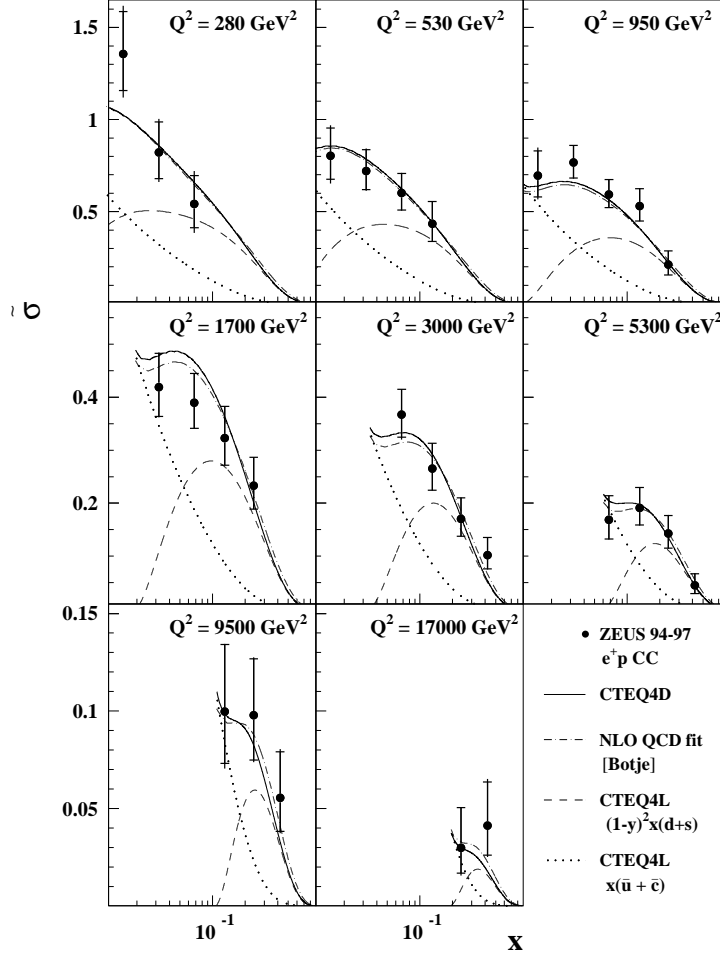 Q² = 280 GeV²
Q² = 530 GeV²
Q² = 950 GeV²
1.5
1
0.5
σ̃
Q² = 1700 GeV²
Q² = 3000 GeV²
Q² = 5300 GeV²
0.4
0.2
Q² = 9500 GeV²
Q² = 17000 GeV²
0.15
0.1
0.05
ZEUS 94-97
e⁺p CC
CTEQ4D
NLO QCD fit
[Botje]
CTEQ4L
(1-y)²x(d+s)
CTEQ4L
x(ū + c̄)
10⁻¹
10⁻¹
x